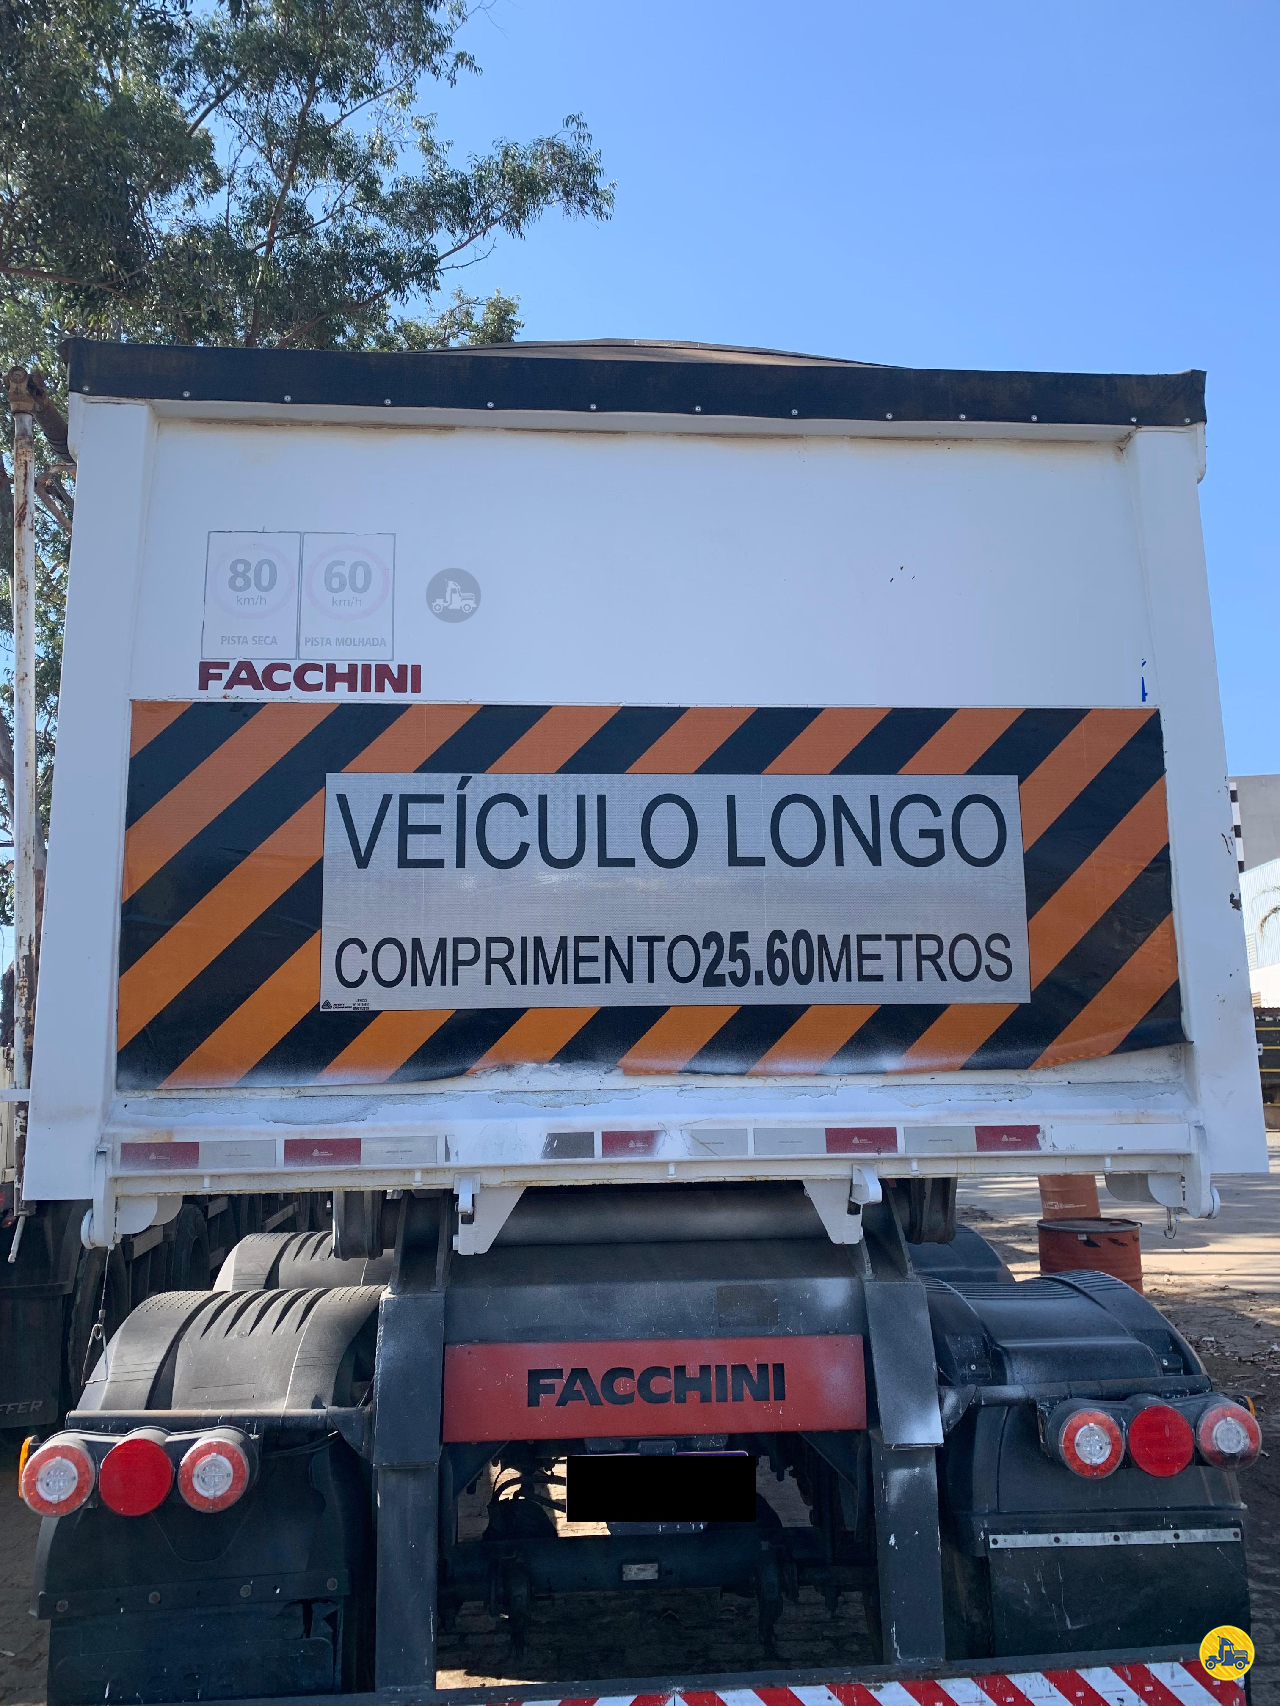 80 60
km/h km/h
PISTA SECA PISTA MOLHADA
FACCHINI
VEÍCULO LONGO
COMPRIMENTO25.60METROS
FACCHINI